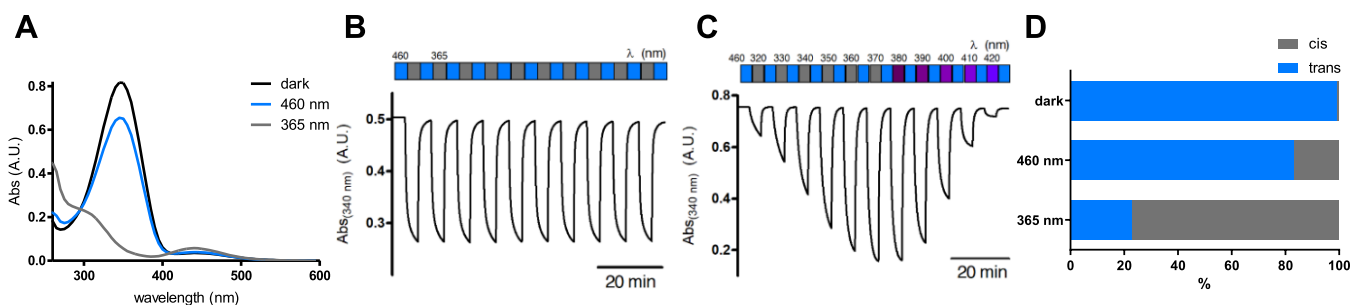 A
Abs (A.U.)
0.8
0.6
0.4
0.2
0.0
300
400
500
600
wavelength (nm)
dark
460 nm
365 nm
B
460
365
λ (nm)
Abs(340 nm) (A.U.)
0.5
0.4
0.3
20 min
C
λ (nm)
460
320
330
340
350
360
370
380
390
400
410
420
Abs(340 nm) (A.U.)
0.8
0.6
0.4
0.2
20 min
D
cis
trans
dark
460 nm
365 nm
0
20
40
60
80
100
%